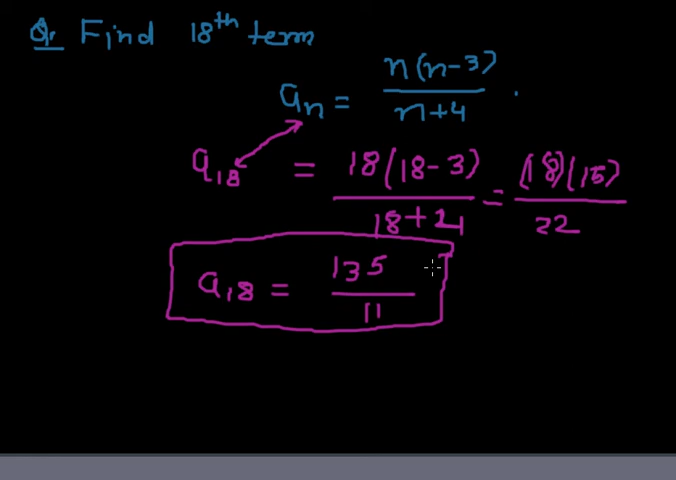 Q. Find 18th term
an = n(n-3) / n+4 .
a18 = 18(18-3) / 18+4 = (18)(15) / 22
a18 = 135 / 11